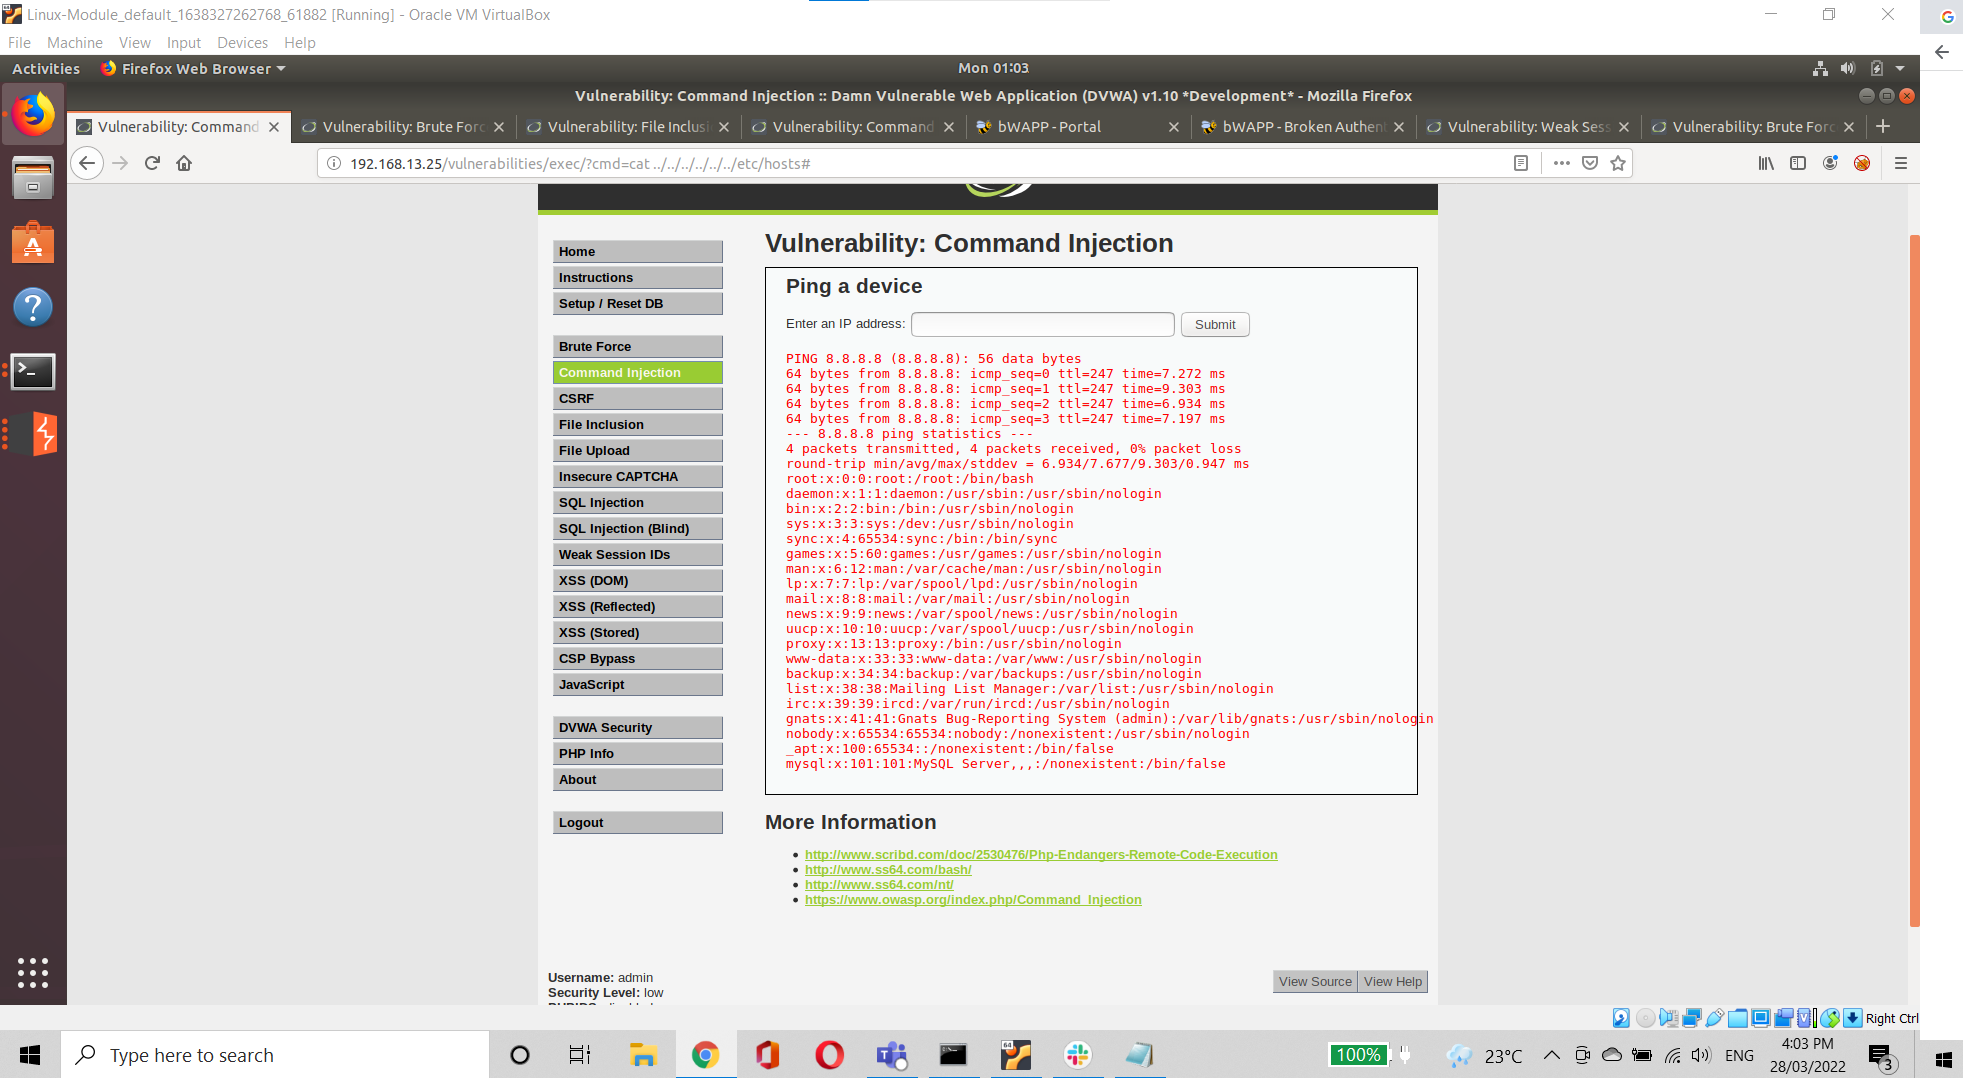 Linux-Module_default_1638327262768_61882 [Running] - Oracle VM VirtualBox
File Machine View Input Devices Help
Activities Firefox Web Browser Mon 01:03
Vulnerability: Command Injection :: Damn Vulnerable Web Application (DVWA) v1.10 *Development* - Mozilla Firefox
Vulnerability: Command Vulnerability: Brute Forc Vulnerability: File Inclusi Vulnerability: Command bWAPP - Portal bWAPP - Broken Authent Vulnerability: Weak Sess Vulnerability: Brute Forc
192.168.13.25/vulnerabilities/exec/?cmd=cat ../../../../../../etc/hosts#
Home
Instructions
Setup / Reset DB
Brute Force
Command Injection
CSRF
File Inclusion
File Upload
Insecure CAPTCHA
SQL Injection
SQL Injection (Blind)
Weak Session IDs
XSS (DOM)
XSS (Reflected)
XSS (Stored)
CSP Bypass
JavaScript
DVWA Security
PHP Info
About
Logout
Vulnerability: Command Injection
Ping a device
Enter an IP address: Submit
PING 8.8.8.8 (8.8.8.8): 56 data bytes
64 bytes from 8.8.8.8: icmp_seq=0 ttl=247 time=7.272 ms
64 bytes from 8.8.8.8: icmp_seq=1 ttl=247 time=9.303 ms
64 bytes from 8.8.8.8: icmp_seq=2 ttl=247 time=6.934 ms
64 bytes from 8.8.8.8: icmp_seq=3 ttl=247 time=7.197 ms
--- 8.8.8.8 ping statistics ---
4 packets transmitted, 4 packets received, 0% packet loss
round-trip min/avg/max/stddev = 6.934/7.677/9.303/0.947 ms
root:x:0:0:root:/root:/bin/bash
daemon:x:1:1:daemon:/usr/sbin:/usr/sbin/nologin
bin:x:2:2:bin:/bin:/usr/sbin/nologin
sys:x:3:3:sys:/dev:/usr/sbin/nologin
sync:x:4:65534:sync:/bin:/bin/sync
games:x:5:60:games:/usr/games:/usr/sbin/nologin
man:x:6:12:man:/var/cache/man:/usr/sbin/nologin
lp:x:7:7:lp:/var/spool/lpd:/usr/sbin/nologin
mail:x:8:8:mail:/var/mail:/usr/sbin/nologin
news:x:9:9:news:/var/spool/news:/usr/sbin/nologin
uucp:x:10:10:uucp:/var/spool/uucp:/usr/sbin/nologin
proxy:x:13:13:proxy:/bin:/usr/sbin/nologin
www-data:x:33:33:www-data:/var/www:/usr/sbin/nologin
backup:x:34:34:backup:/var/backups:/usr/sbin/nologin
list:x:38:38:Mailing List Manager:/var/list:/usr/sbin/nologin
irc:x:39:39:ircd:/var/run/ircd:/usr/sbin/nologin
gnats:x:41:41:Gnats Bug-Reporting System (admin):/var/lib/gnats:/usr/sbin/nologin
nobody:x:65534:65534:nobody:/nonexistent:/usr/sbin/nologin
_apt:x:100:65534::/nonexistent:/bin/false
mysql:x:101:101:MySQL Server,,,:/nonexistent:/bin/false
More Information
http://www.scribd.com/doc/2530476/Php-Endangers-Remote-Code-Execution
http://www.ss64.com/bash/
http://www.ss64.com/nt/
https://www.owasp.org/index.php/Command_Injection
Username: admin
Security Level: low
View Source View Help
Right Ctrl
Type here to search
100% 23°C ENG 4:03 PM
28/03/2022 3